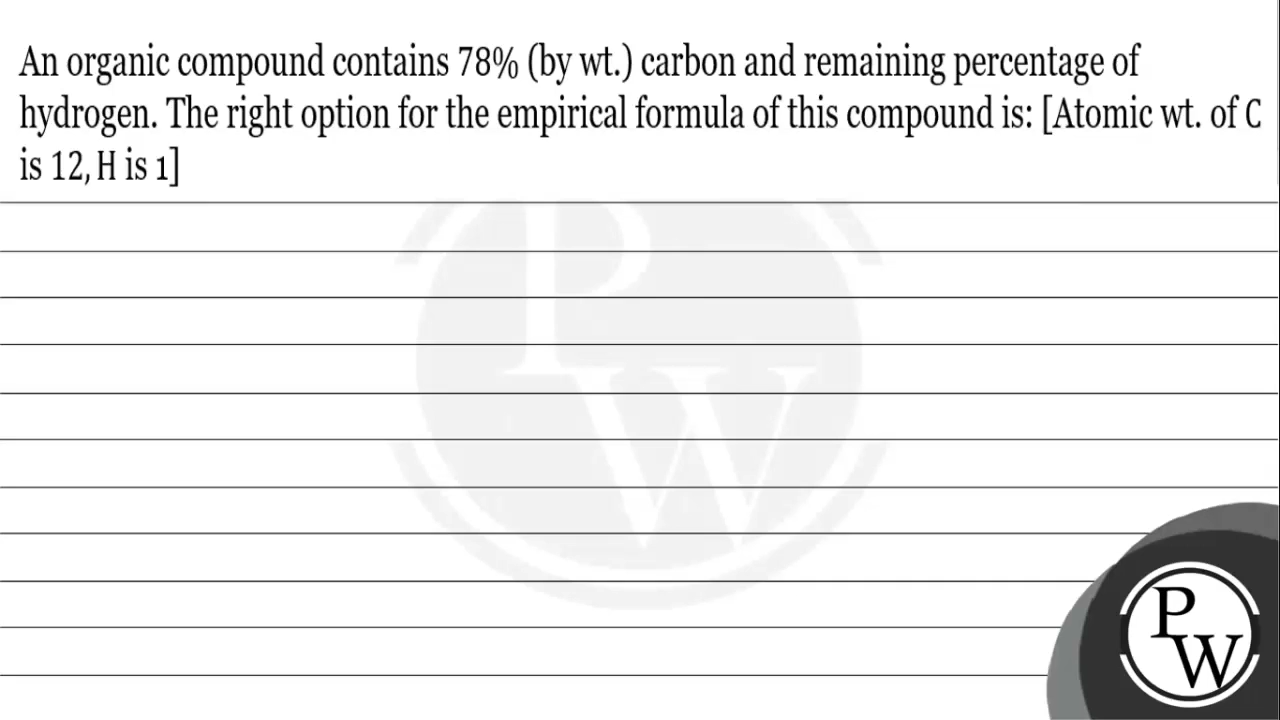 An organic compound contains 78% (by wt.) carbon and remaining percentage of
hydrogen. The right option for the empirical formula of this compound is: [Atomic wt. of C
is 12, H is 1]
P
W
P
W